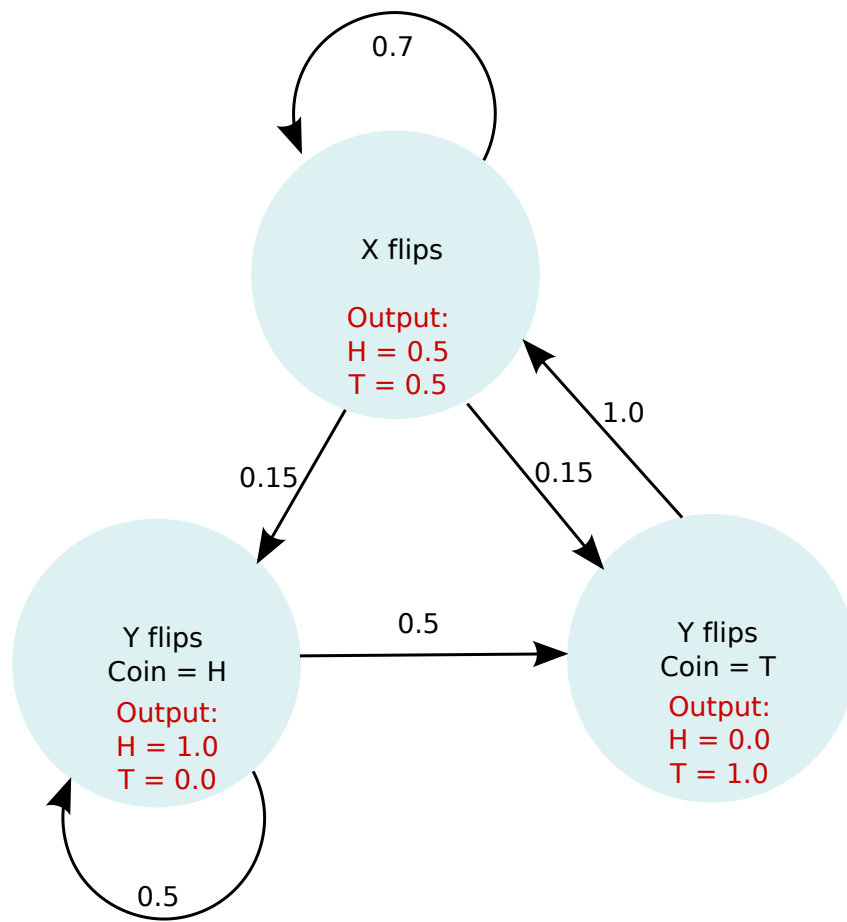 0.7
X flips
Output:
H = 0.5
T = 0.5
1.0
0.15
0.15
0.5
Y flips
Coin = H
Output:
H = 1.0
T = 0.0
Y flips
Coin = T
Output:
H = 0.0
T = 1.0
0.5